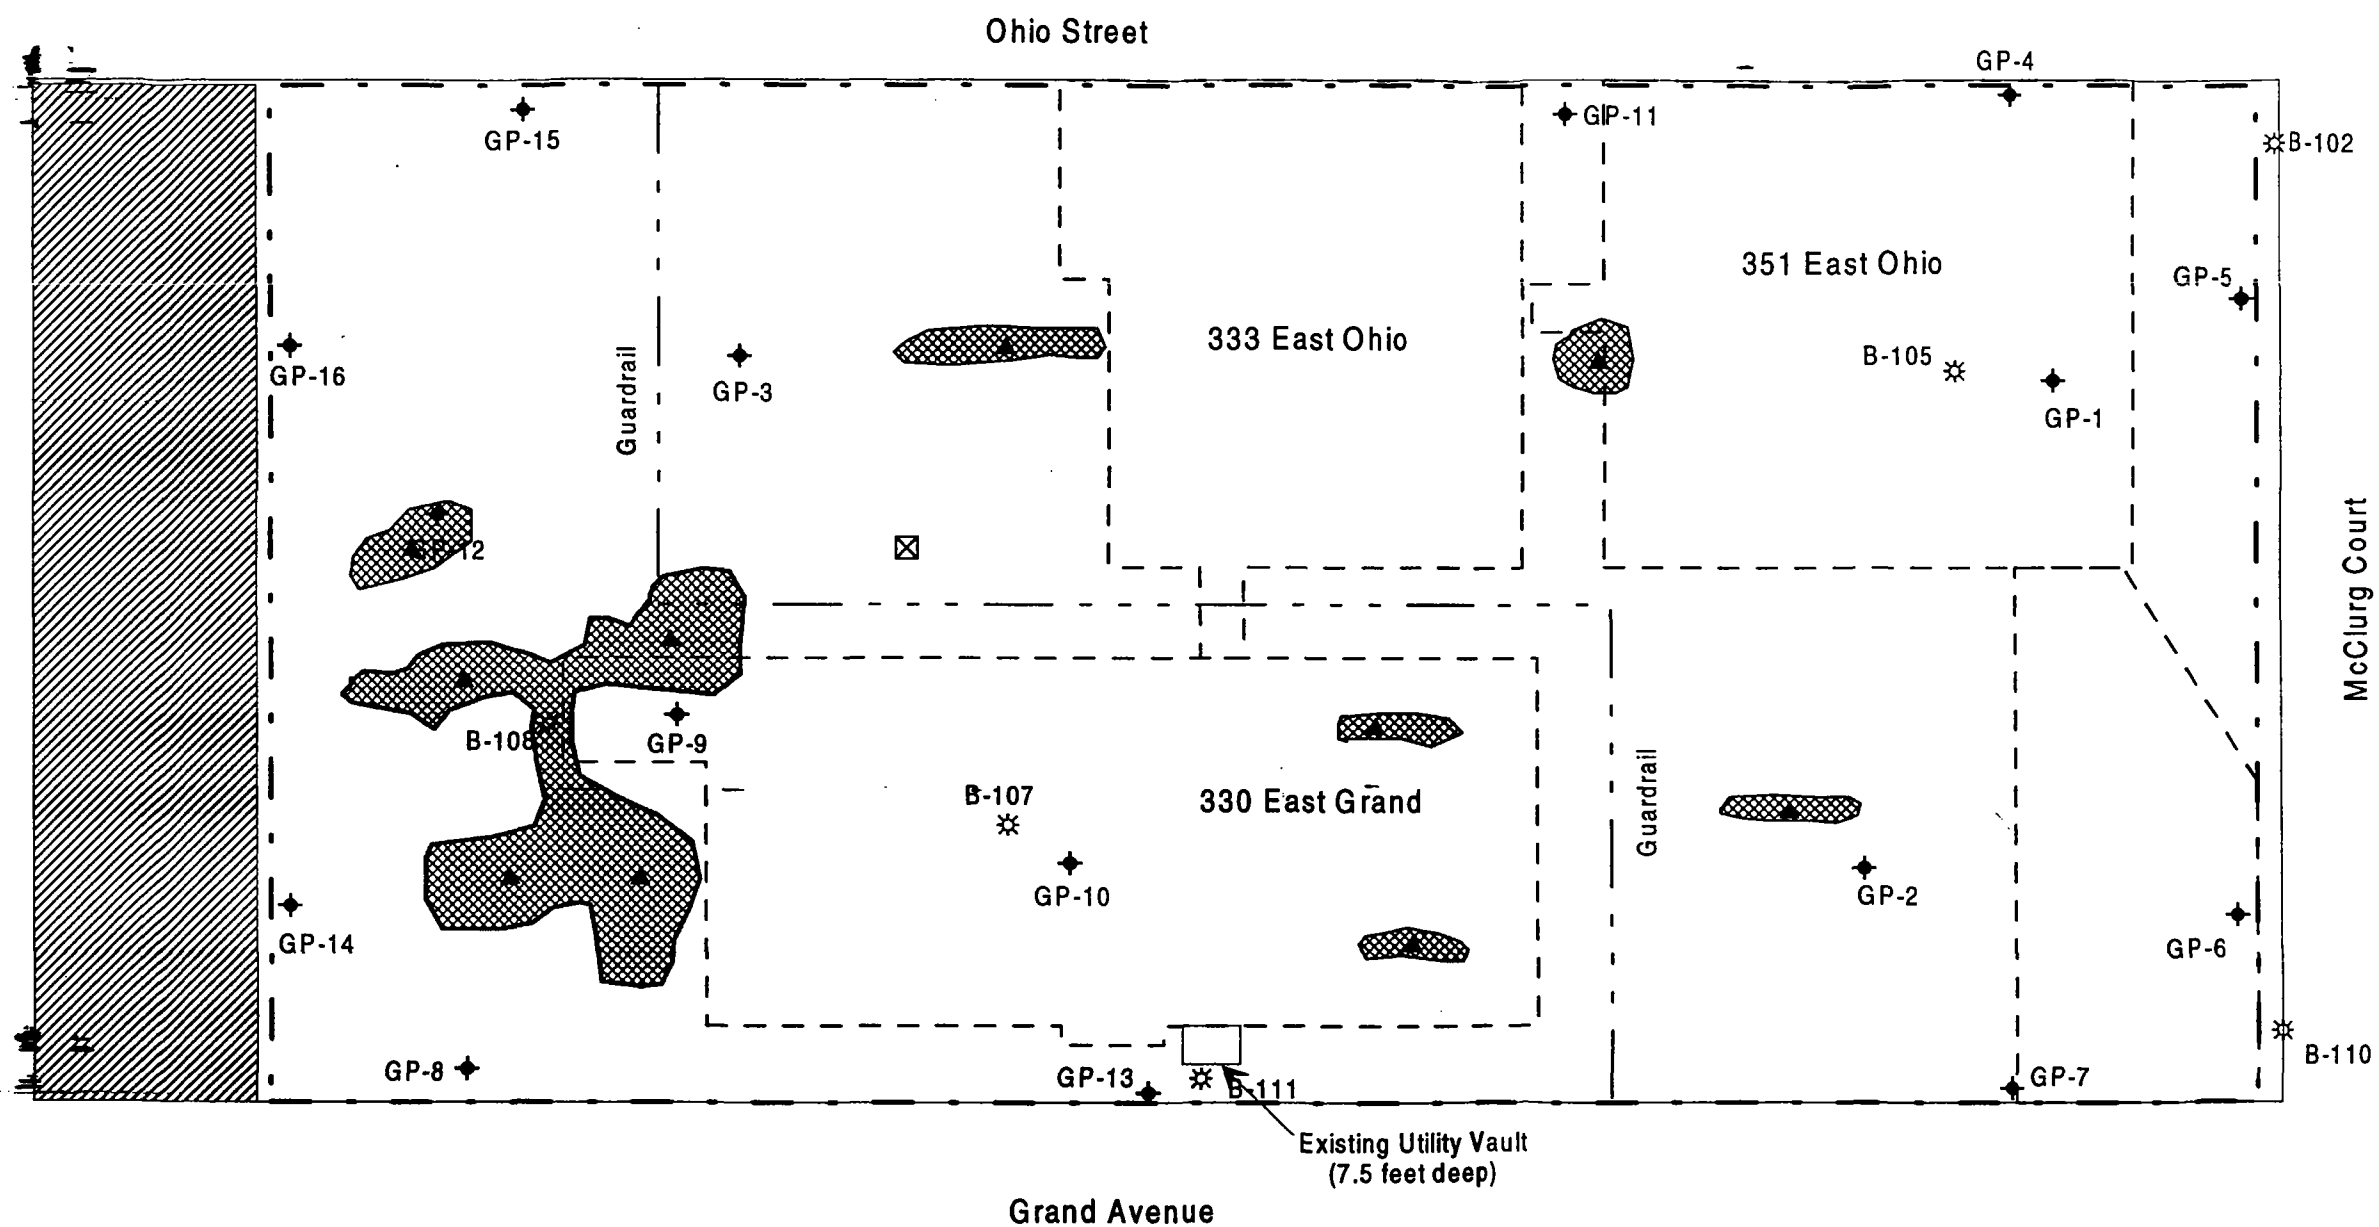 Ohio Street
GP-4
GP-15
GP-11
B-102
351 East Ohio
GP-5
333 East Ohio
B-105
GP-16
Guardrail
GP-3
GP-1
McClurg Court
GP-12
B-108
GP-9
B-107
330 East Grand
Guardrail
GP-10
GP-2
GP-14
GP-6
GP-8
GP-13
B-111
GP-7
B-110
Existing Utility Vault
(7.5 feet deep)
Grand Avenue